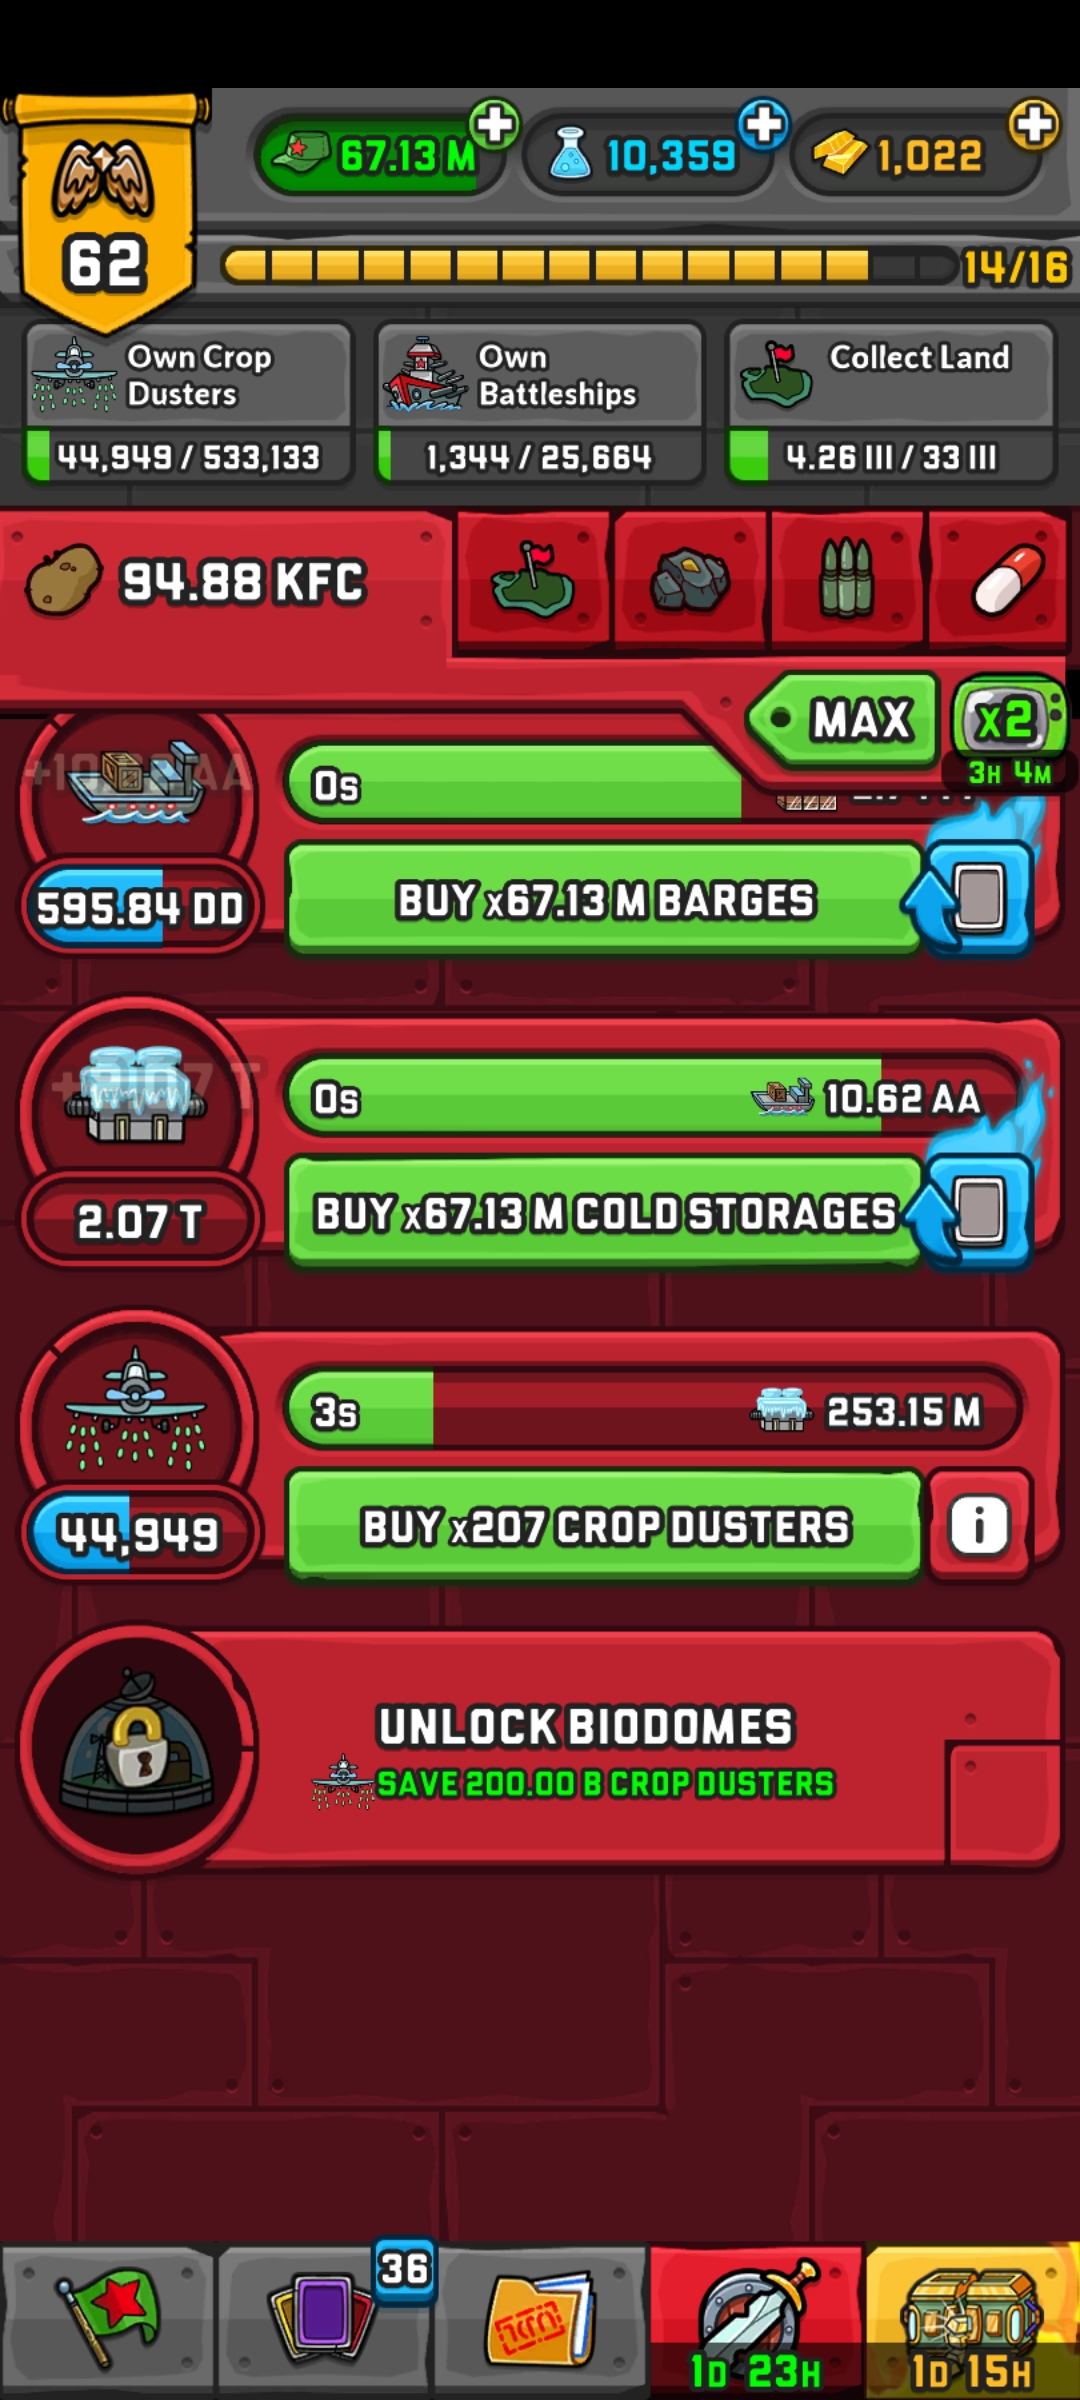 67.13 M
10,359
1,022
62
14/16
Own Crop
Dusters
44,949 / 533,133
Own
Battleships
1,344 / 25,664
Collect Land
4.26 III / 33 III
94.88 KFC
MAX
x2
3H 4M
0s
595.84 DD
BUY x67.13 M BARGES
0s
10.62 AA
2.07 T
BUY x67.13 M COLD STORAGES
3s
253.15 M
44,949
BUY x207 CROP DUSTERS
i
UNLOCK BIODOMES
SAVE 200.00 B CROP DUSTERS
36
1D 23H
1D 15H